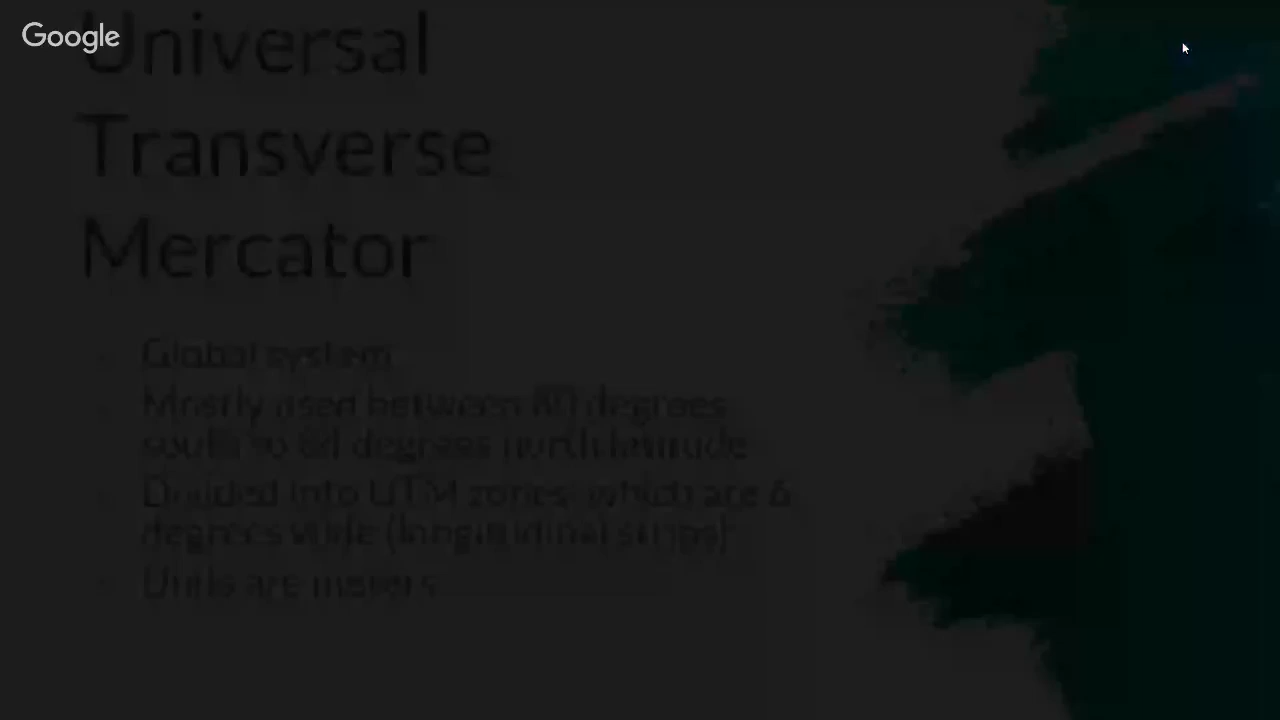 Google
Universal
Transverse
Mercator
Global system
Mostly used between 80 degrees
south to 84 degrees north latitude
Divided into UTM zones, which are 6
degrees wide (longitudinal strips)
Units are meters